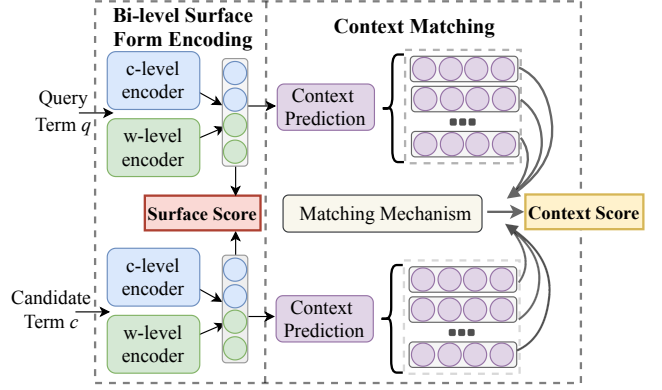 Bi-level Surface
Form Encoding
Context Matching
c-level
encoder
Query
Term q
w-level
encoder
Context
Prediction
Surface Score
Matching Mechanism
Context Score
c-level
encoder
Candidate
Term c
w-level
encoder
Context
Prediction